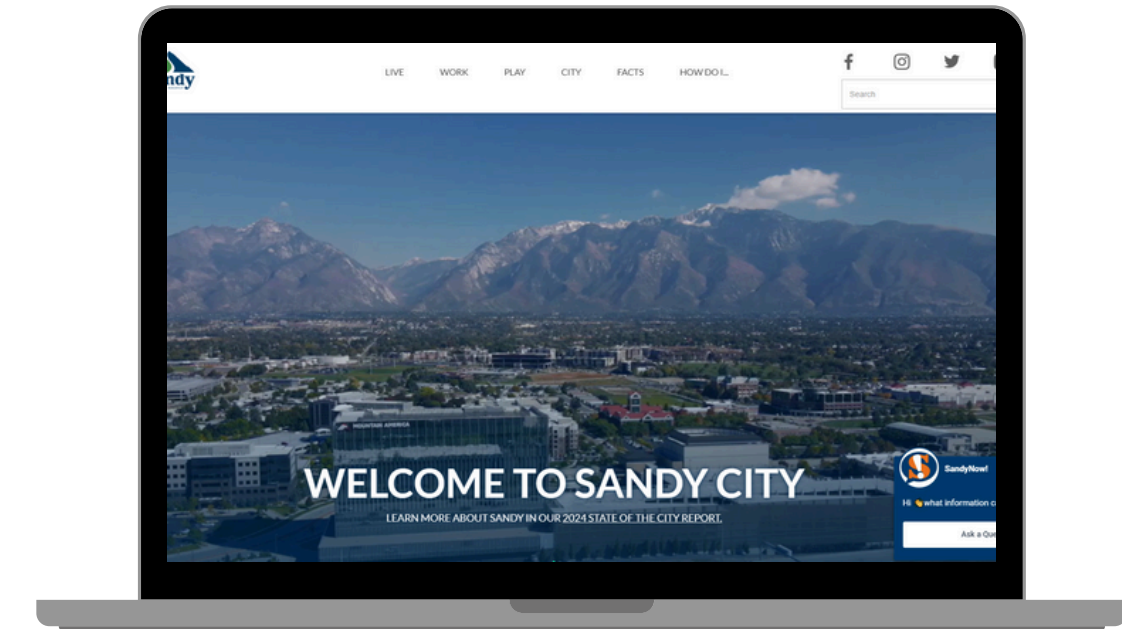 ndy
LIVE WORK PLAY CITY FACTS HOW DO I...
Search
MOUNTAIN AMERICA
WELCOME TO SANDY CITY
LEARN MORE ABOUT SANDY IN OUR 2024 STATE OF THE CITY REPORT.
SandyNow!
Hi 👋 what information c
Ask a Que